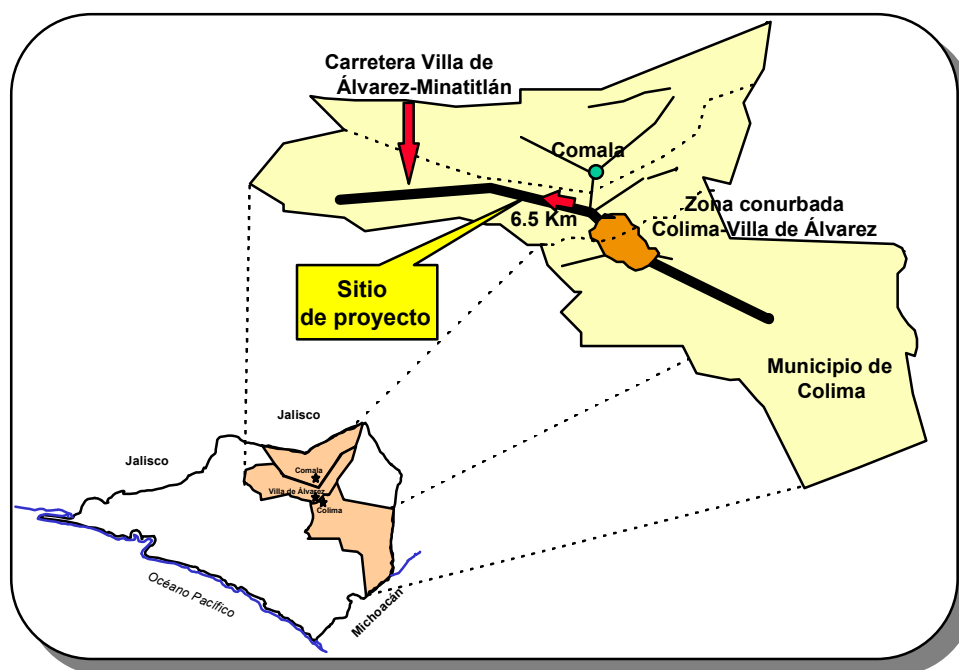 Carretera Villa de
Álvarez-Minatitlán
Comala
6.5 Km
Zona conurbada
Colima-Villa de Álvarez
Sitio
de proyecto
Municipio de
Colima
Jalisco
Jalisco
Comala
Villa de Álvarez
Colima
Océano Pacífico
Michoacán